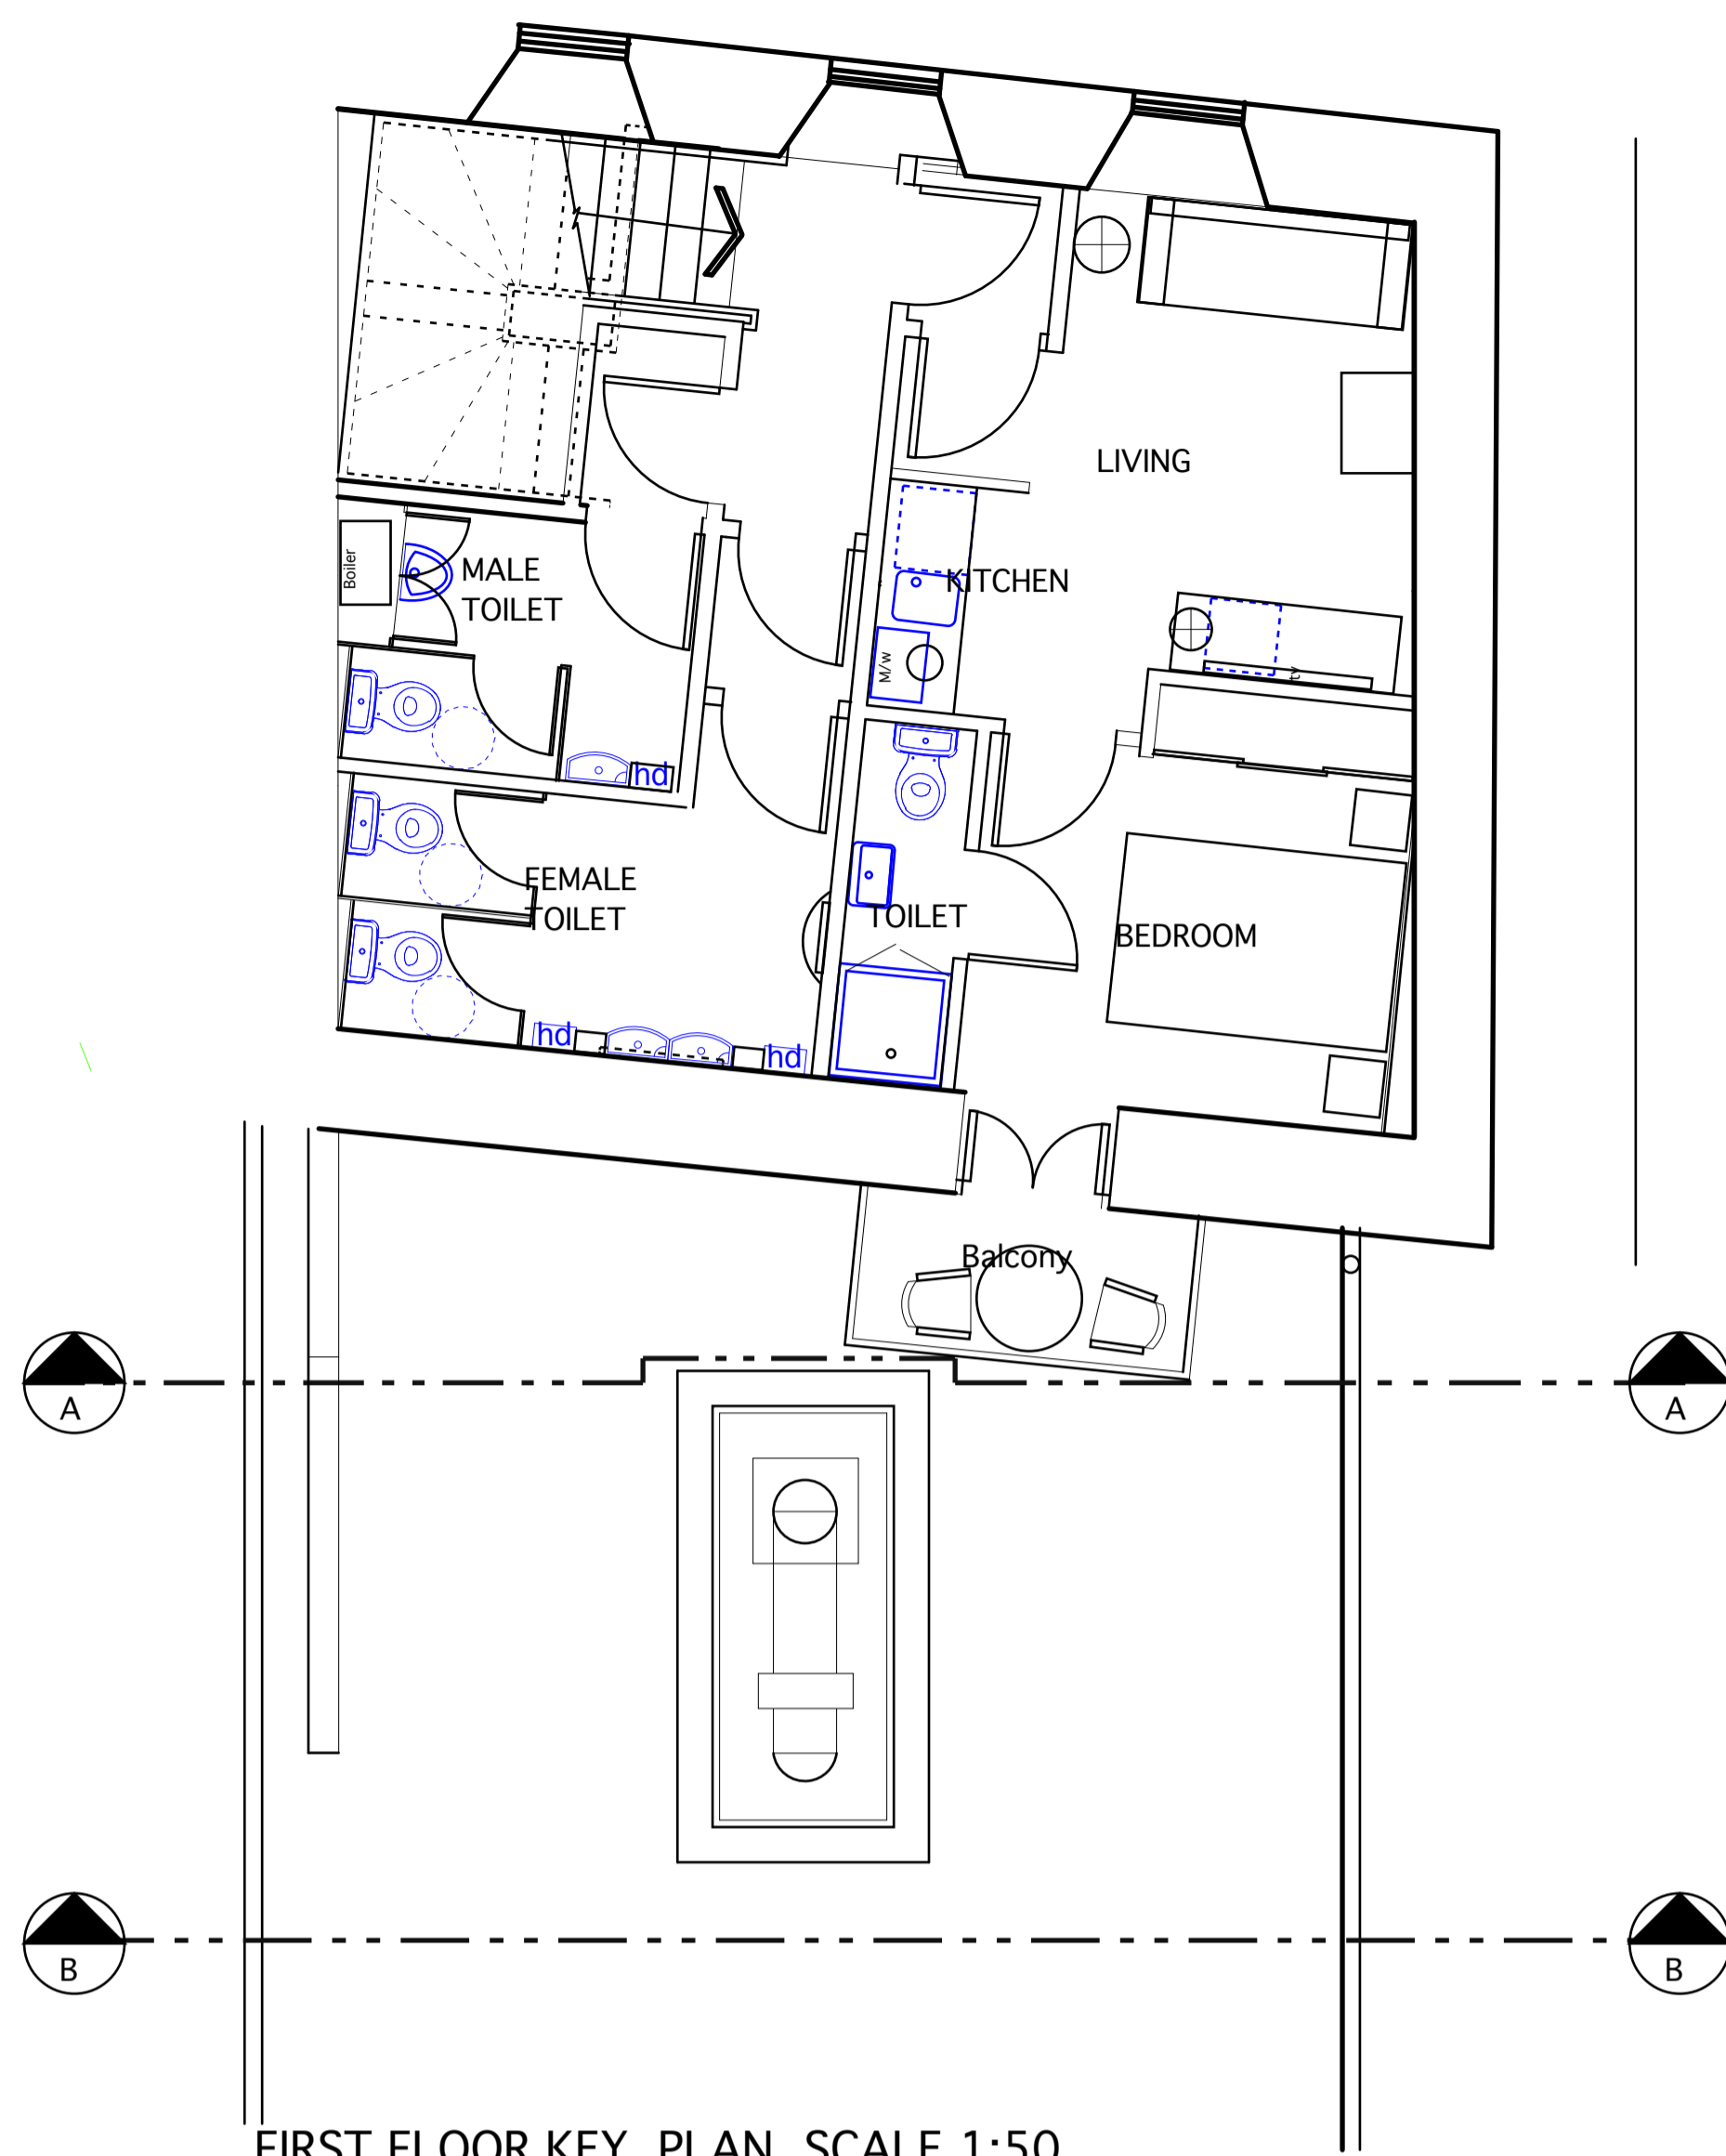 LIVING
Boiler
MALE
TOILET
KITCHEN
M/w
tv
hd
FEMALE
TOILET
TOILET
BEDROOM
hd
hd
Balcony
A
A
B
B
FIRST FLOOR KEY PLAN SCALE 1:50